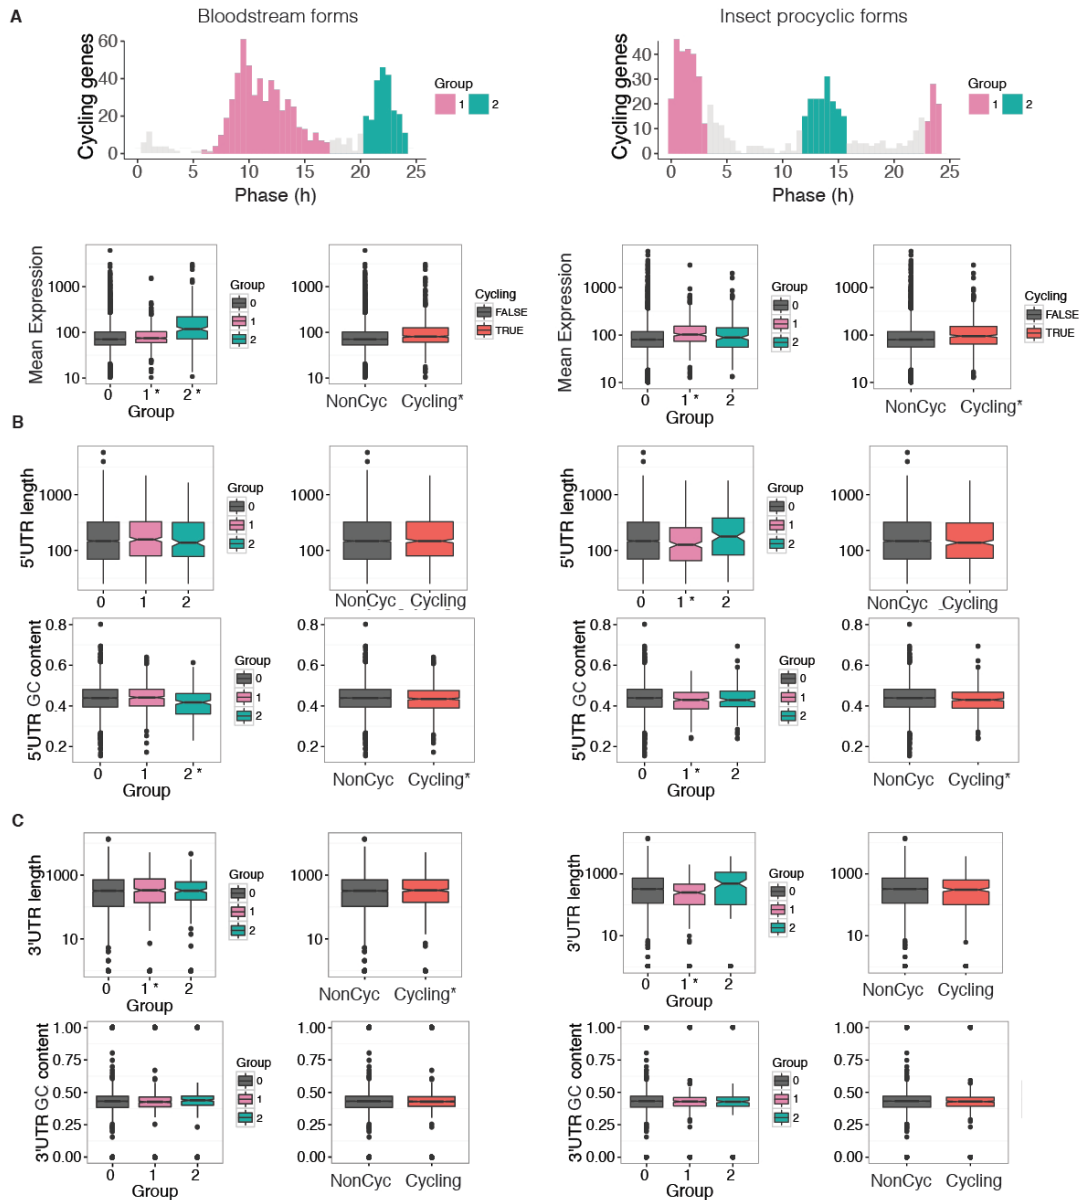 A
Bloodstream forms
Insect procyclic forms
Cycling genes
60
40
20
0
0 5 10 15 20 25
Phase (h)
Group
1 2
Cycling genes
40
30
20
10
0
0 5 10 15 20 25
Phase (h)
Group
1 2
Mean Expression
1000
100
10
0 1 * 2 *
Group
Group
0
1
2
1000
100
10
NonCyc Cycling*
Cycling
FALSE
TRUE
Mean Expression
1000
100
10
0 1 * 2
Group
Group
0
1
2
1000
100
10
NonCyc Cycling*
Cycling
FALSE
TRUE
B
5'UTR length
1000
100
0 1 2
Group
0
1
2
1000
100
NonCyc Cycling
5'UTR length
1000
100
0 1 * 2
Group
0
1
2
1000
100
NonCyc Cycling
5'UTR GC content
0.8
0.6
0.4
0.2
0 1 2 *
Group
Group
0
1
2
0.8
0.6
0.4
0.2
NonCyc Cycling*
5'UTR GC content
0.8
0.6
0.4
0.2
0 1 * 2
Group
Group
0
1
2
0.8
0.6
0.4
0.2
NonCyc Cycling*
C
3'UTR length
1000
10
0 1 * 2
Group
Group
0
1
2
1000
10
NonCyc Cycling*
3'UTR length
1000
10
0 1 * 2
Group
Group
0
1
2
1000
10
NonCyc Cycling
3'UTR GC content
1.00
0.75
0.50
0.25
0.00
0 1 2
Group
Group
0
1
2
1.00
0.75
0.50
0.25
0.00
NonCyc Cycling
3'UTR GC content
1.00
0.75
0.50
0.25
0.00
0 1 2
Group
Group
0
1
2
1.00
0.75
0.50
0.25
0.00
NonCyc Cycling